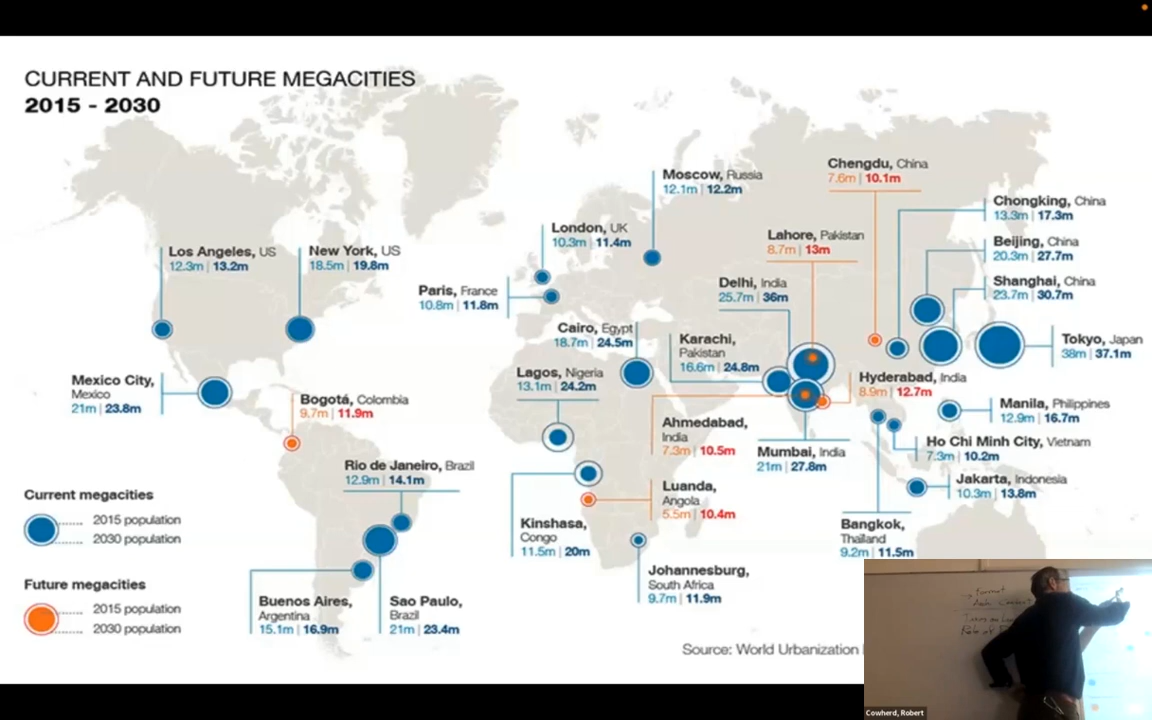 CURRENT AND FUTURE MEGACITIES
2015 - 2030
Chengdu, China
7.6m | 10.1m
Moscow, Russia
12.1m | 12.2m
Chongking, China
13.3m | 17.3m
London, UK
10.3m | 11.4m
Lahore, Pakistan
8.7m | 13m
Beijing, China
20.3m | 27.7m
Los Angeles, US
12.3m | 13.2m
New York, US
18.5m | 19.8m
Paris, France
10.8m | 11.8m
Delhi, India
25.7m | 36m
Shanghai, China
23.7m | 30.7m
Cairo, Egypt
18.7m | 24.5m
Karachi,
Pakistan
16.6m | 24.8m
Tokyo, Japan
38m | 37.1m
Lagos, Nigeria
13.1m | 24.2m
Mexico City,
Mexico
21m | 23.8m
Hyderabad, India
8.9m | 12.7m
Bogotá, Colombia
9.7m | 11.9m
Manila, Philippines
12.9m | 16.7m
Ahmedabad,
India
7.3m | 10.5m
Mumbai, India
21m | 27.8m
Ho Chi Minh City, Vietnam
7.3m | 10.2m
Rio de Janeiro, Brazil
12.9m | 14.1m
Luanda,
Angola
5.5m | 10.4m
Jakarta, Indonesia
10.3m | 13.8m
Kinshasa,
Congo
11.5m | 20m
Bangkok,
Thailand
9.2m | 11.5m
Johannesburg,
South Africa
9.7m | 11.9m
Buenos Aires,
Argentina
15.1m | 16.9m
Sao Paulo,
Brazil
21m | 23.4m
Current megacities
2015 population
2030 population
Future megacities
2015 population
2030 population
Source: World Urbanization
format
Cowherd, Robert